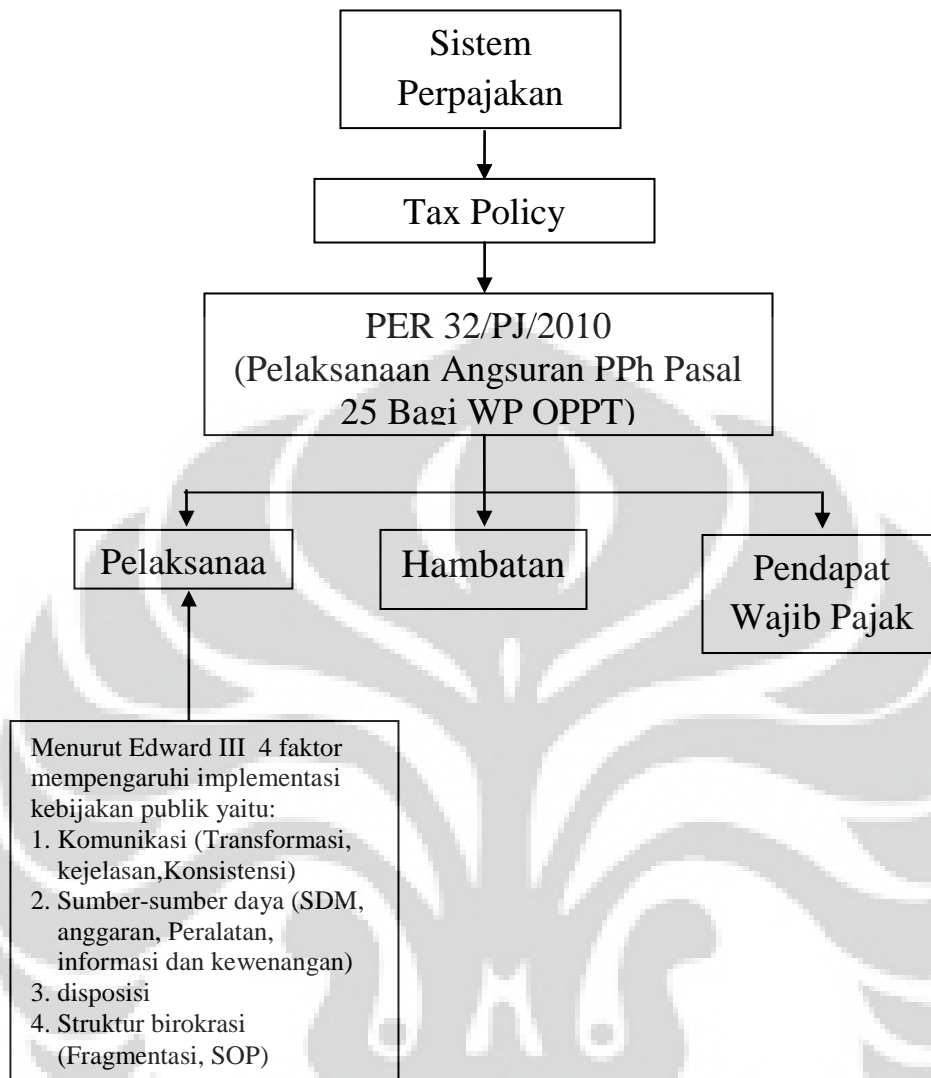 Sistem
Perpajakan
Tax Policy
PER 32/PJ/2010
(Pelaksanaan Angsuran PPh Pasal
25 Bagi WP OPPT)
Pelaksanaa
Hambatan
Pendapat
Wajib Pajak
Menurut Edward III 4 faktor
mempengaruhi implementasi
kebijakan publik yaitu:
1. Komunikasi (Transformasi,
kejelasan,Konsistensi)
2. Sumber-sumber daya (SDM,
anggaran, Peralatan,
informasi dan kewenangan)
3. disposisi
4. Struktur birokrasi
(Fragmentasi, SOP)